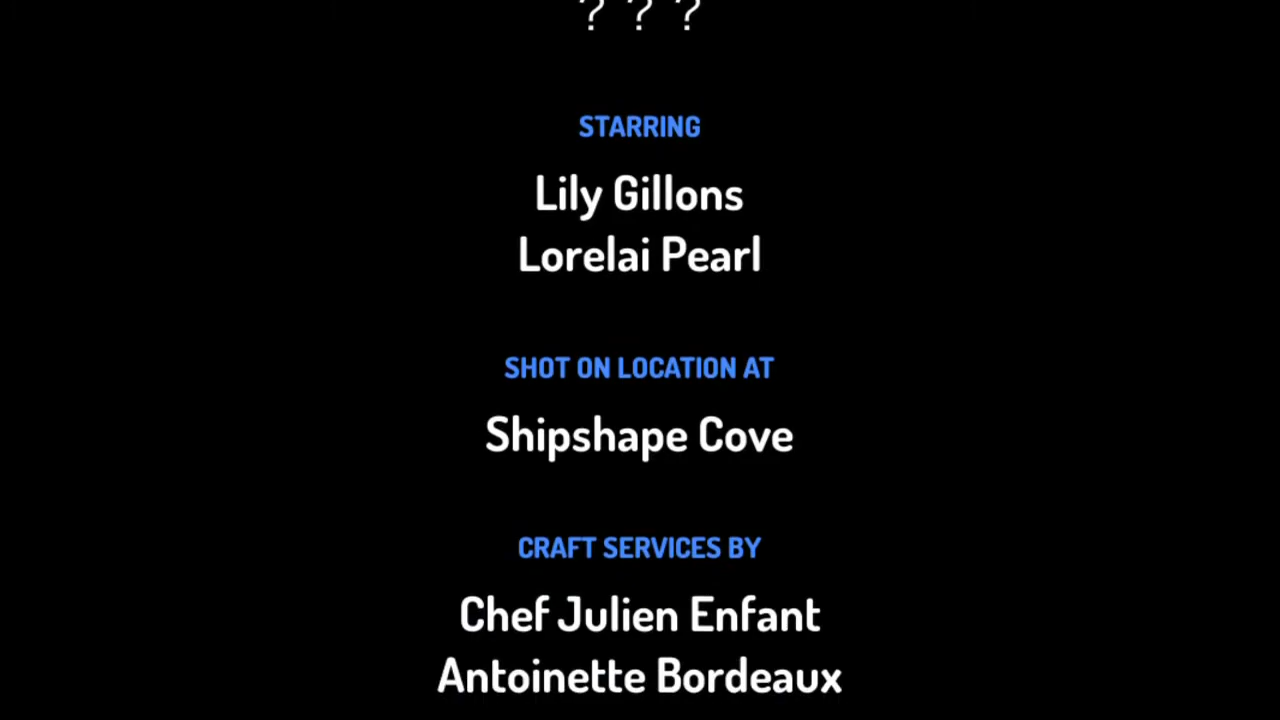 ? ? ?
STARRING
Lily Gillons
Lorelai Pearl
SHOT ON LOCATION AT
Shipshape Cove
CRAFT SERVICES BY
Chef Julien Enfant
Antoinette Bordeaux